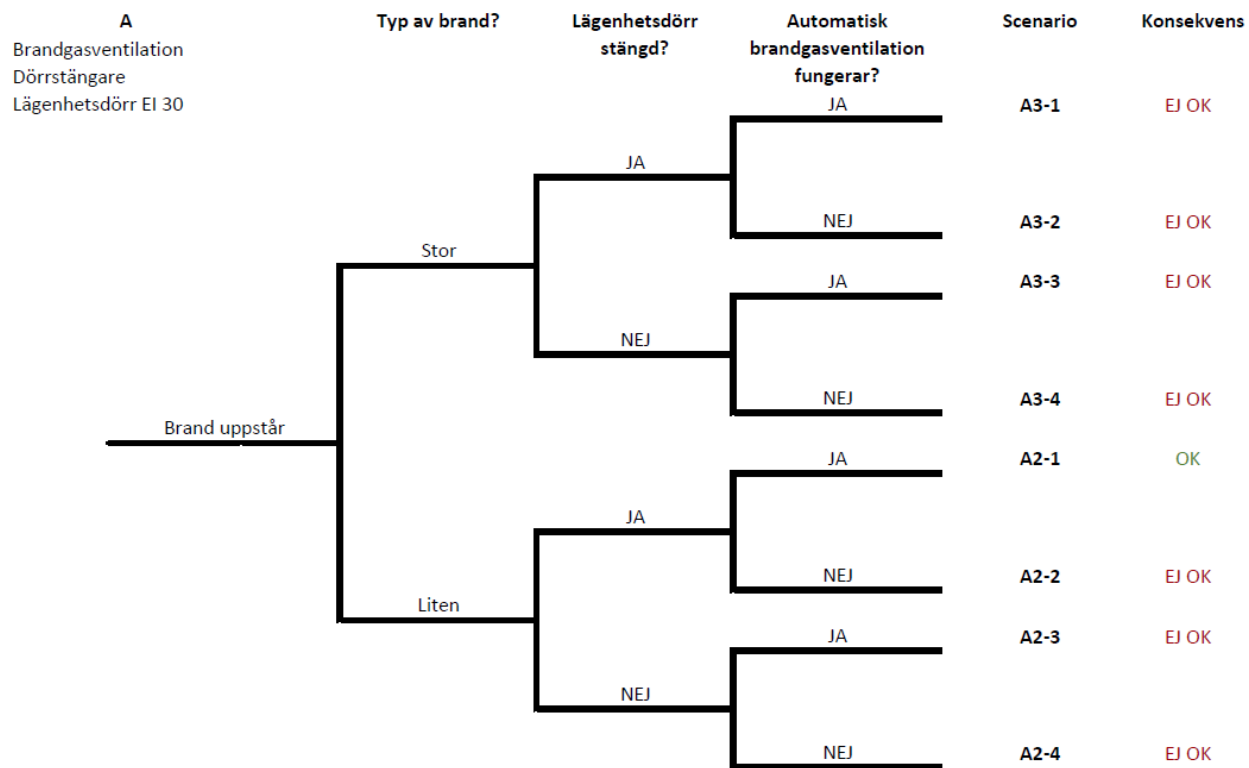 A
Brandgasventilation
Dörrstängare
Lägenhetsdörr EI 30
Typ av brand?
Lägenhetsdörr
stängd?
Automatisk
brandgasventilation
fungerar?
Scenario
Konsekvens
JA
A3-1
EJ OK
JA
NEJ
A3-2
EJ OK
Stor
JA
A3-3
EJ OK
NEJ
NEJ
A3-4
EJ OK
Brand uppstår
JA
A2-1
OK
JA
NEJ
A2-2
EJ OK
Liten
JA
A2-3
EJ OK
NEJ
NEJ
A2-4
EJ OK